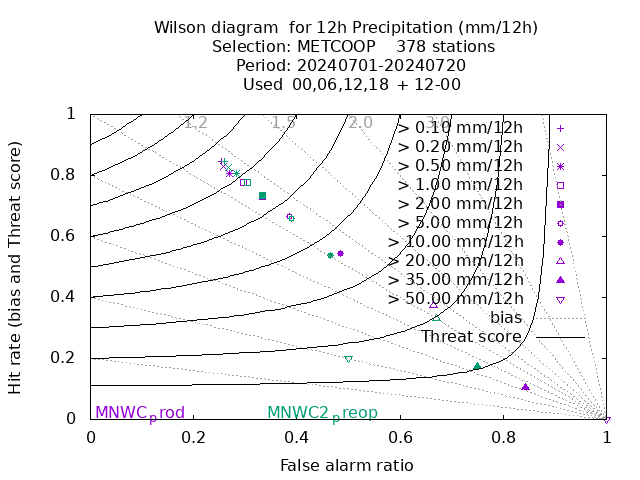 Wilson diagram  for 12h Precipitation (mm/12h)
Selection: METCOOP    378 stations
Period: 20240701-20240720
Used  00,06,12,18  + 12-00
1.2 1.5 2.0 3.0
> 0.10 mm/12h
> 0.20 mm/12h
> 0.50 mm/12h
> 1.00 mm/12h
> 2.00 mm/12h
> 5.00 mm/12h
> 10.00 mm/12h
> 20.00 mm/12h
> 35.00 mm/12h
> 50.00 mm/12h
bias
Threat score
Hit rate (bias and Threat score)
1
0.8
0.6
0.4
0.2
0
MNWC_prod MNWC2_preop
0 0.2 0.4 0.6 0.8 1
False alarm ratio